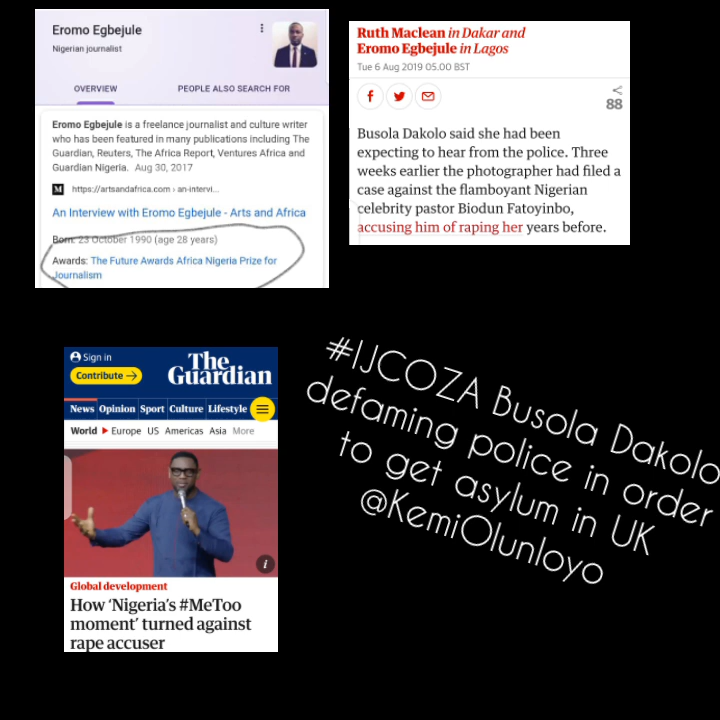 Eromo Egbejule
Nigerian journalist
OVERVIEW
PEOPLE ALSO SEARCH FOR
Eromo Egbejule is a freelance journalist and culture writer
who has been featured in many publications including The
Guardian, Reuters, The Africa Report, Ventures Africa and
Guardian Nigeria. Aug 30, 2017
M https://artsandafrica.com › an-intervi...
An Interview with Eromo Egbejule - Arts and Africa
Born: 23 October 1990 (age 28 years)
Awards: The Future Awards Africa Nigeria Prize for
Journalism
Ruth Maclean in Dakar and
Eromo Egbejule in Lagos
Tue 6 Aug 2019 05.00 BST
88
Busola Dakolo said she had been
expecting to hear from the police. Three
weeks earlier the photographer had filed a
case against the flamboyant Nigerian
celebrity pastor Biodun Fatoyinbo,
accusing him of raping her years before.
Sign in
Contribute →
The
Guardian
News Opinion Sport Culture Lifestyle
World Europe US Americas Asia More
i
Global development
How ‘Nigeria's #MeToo
moment’ turned against
rape accuser
#IJCOZA Busola Dakolo
defaming police in order
to get asylum in UK
@KemiOlunloyo